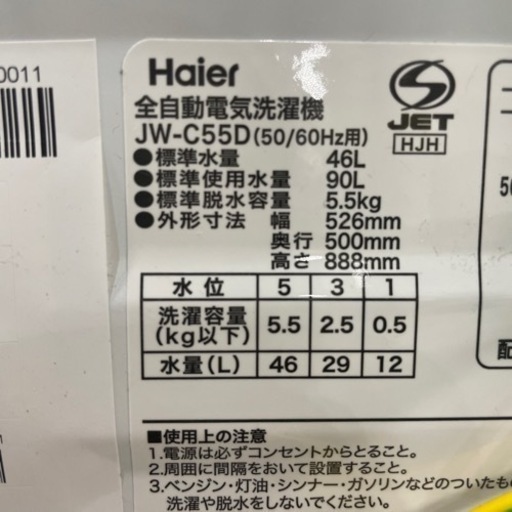 0011
Haier
全自動電気洗濯機
JW-C55D(50/60Hz用)
S
JET
HJH
●標準水量 46L
●標準使用水量 90L
●標準脱水容量 5.5kg
●外形寸法 幅 526mm
奥行 500mm
高さ 888mm
水位 5 3 1
洗濯容量(kg以下) 5.5 2.5 0.5
水量(L) 46 29 12
■使用上の注意
1.電源は必ずコンセントからとること。
2.周囲に間隔をおいて設置すること。
3.ベンジン・灯油・シンナー・ガソリンなどのついたもの
洗濯や脱水をしないでください。
配